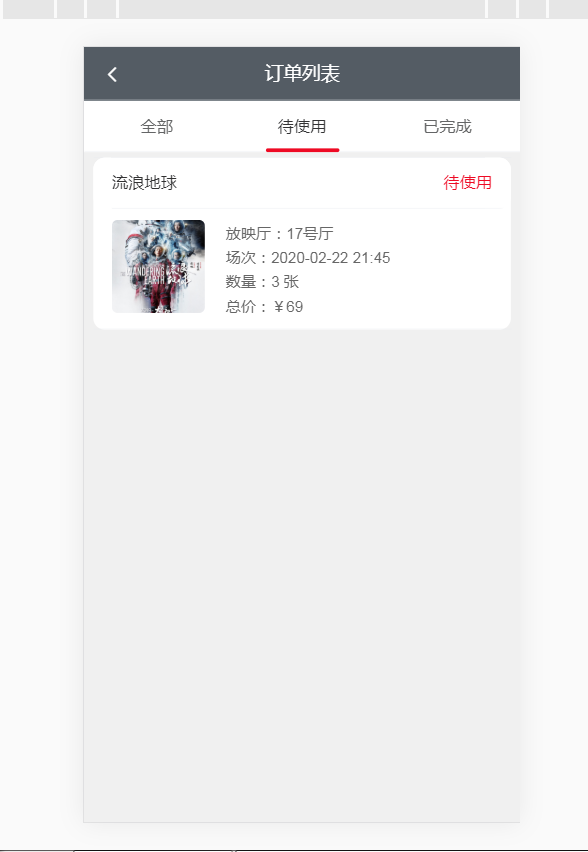 订单列表
全部 待使用 已完成
流浪地球 待使用
放映厅：17号厅
场次：2020-02-22 21:45
数量：3 张
总价：￥69
WANDERING
EARTH